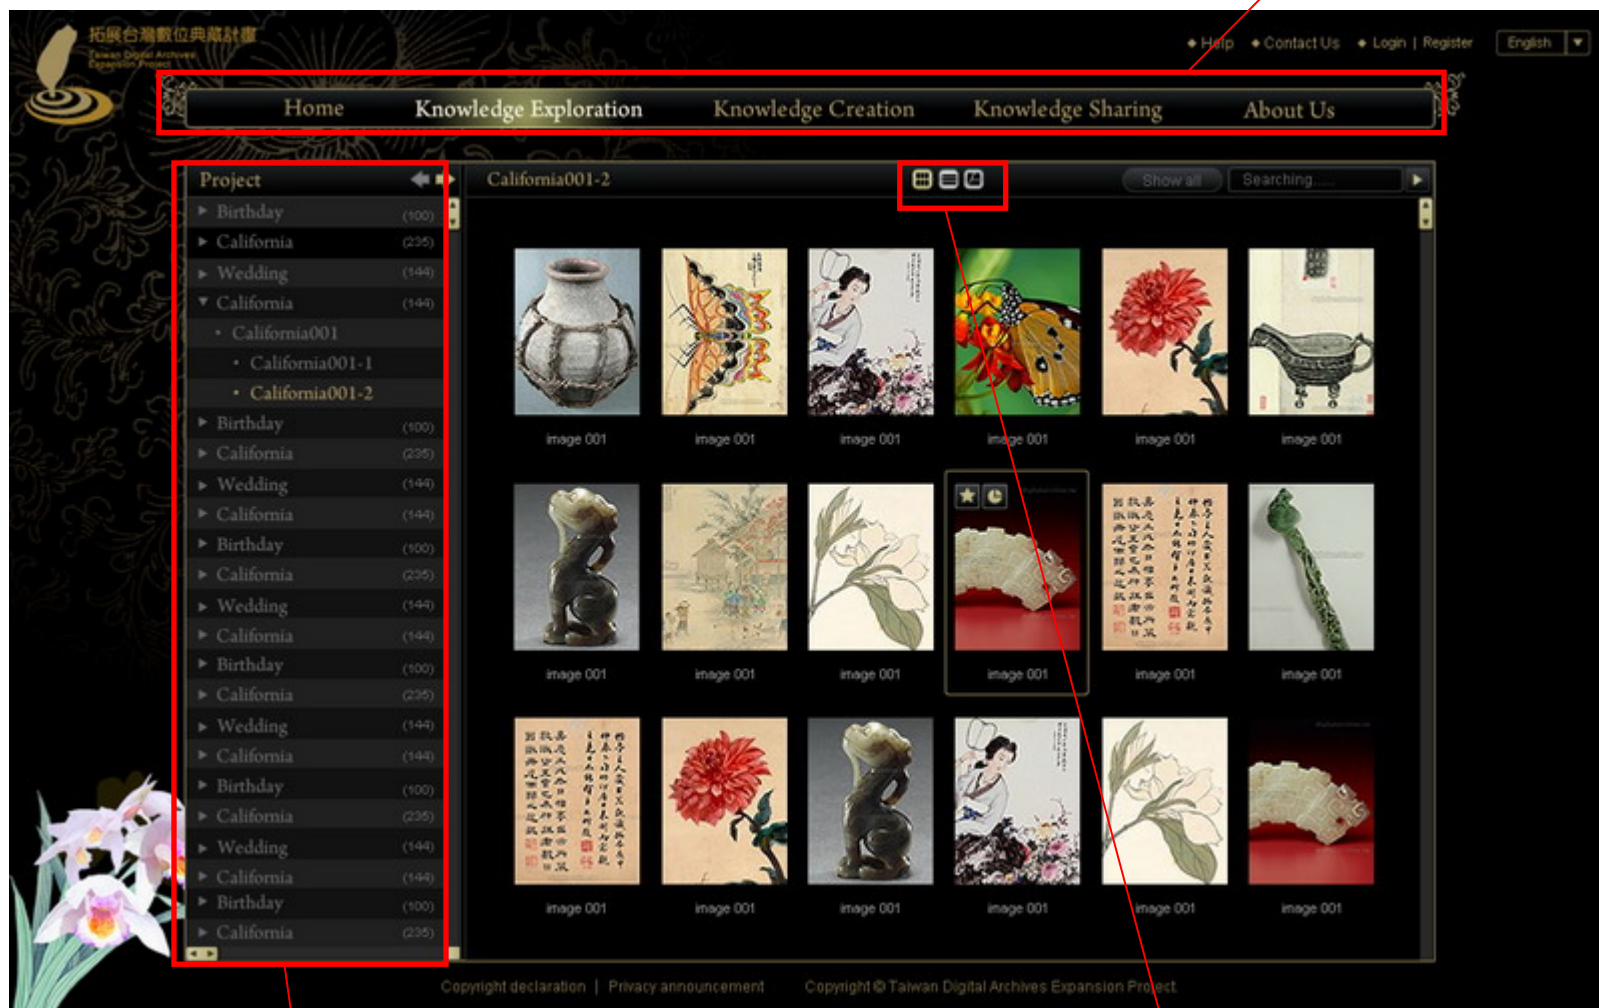 拓展台灣數位典藏計畫
Taiwan Digital Archives
Expansion Project
Help
Contact Us
Login | Register
English
Home
Knowledge Exploration
Knowledge Creation
Knowledge Sharing
About Us
Project
California001-2
Show all
Searching......
Birthday (100)
California (235)
Wedding (144)
California (144)
California001
California001-1
California001-2
Birthday (100)
California (235)
Wedding (144)
California (144)
Birthday (100)
California (235)
Wedding (144)
California (144)
Birthday (100)
California (235)
Wedding (144)
California (144)
Birthday (100)
California (235)
Wedding (144)
California (144)
Birthday (100)
California (235)
image 001 image 001 image 001 image 001 image 001 image 001
image 001 image 001 image 001 image 001 image 001 image 001
image 001 image 001 image 001 image 001 image 001 image 001
Copyright declaration | Privacy announcement Copyright © Taiwan Digital Archives Expansion Project